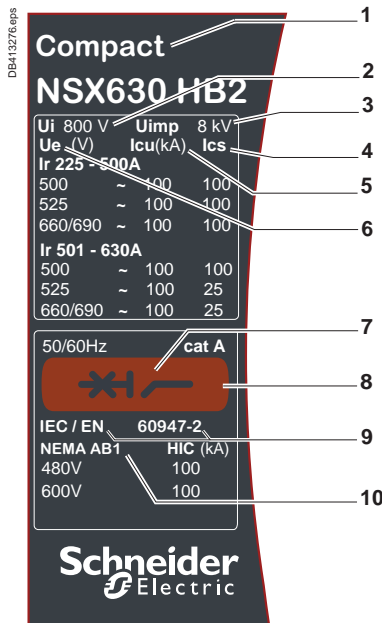 DB413276.eps
1
Compact
2
NSX630 HB2
3
Ui 800 V Uimp 8 kV
4
Ue (V) Icu(kA) Ics
5
Ir 225 - 500A
500 ~ 100 100
525 ~ 100 100
6
660/690 ~ 100 100
Ir 501 - 630A
500 ~ 100 100
525 ~ 100 25
660/690 ~ 100 25
7
50/60Hz cat A
8
IEC / EN 60947-2
9
NEMA AB1 HIC (kA)
480V 100
10
600V 100
Schneider
Electric